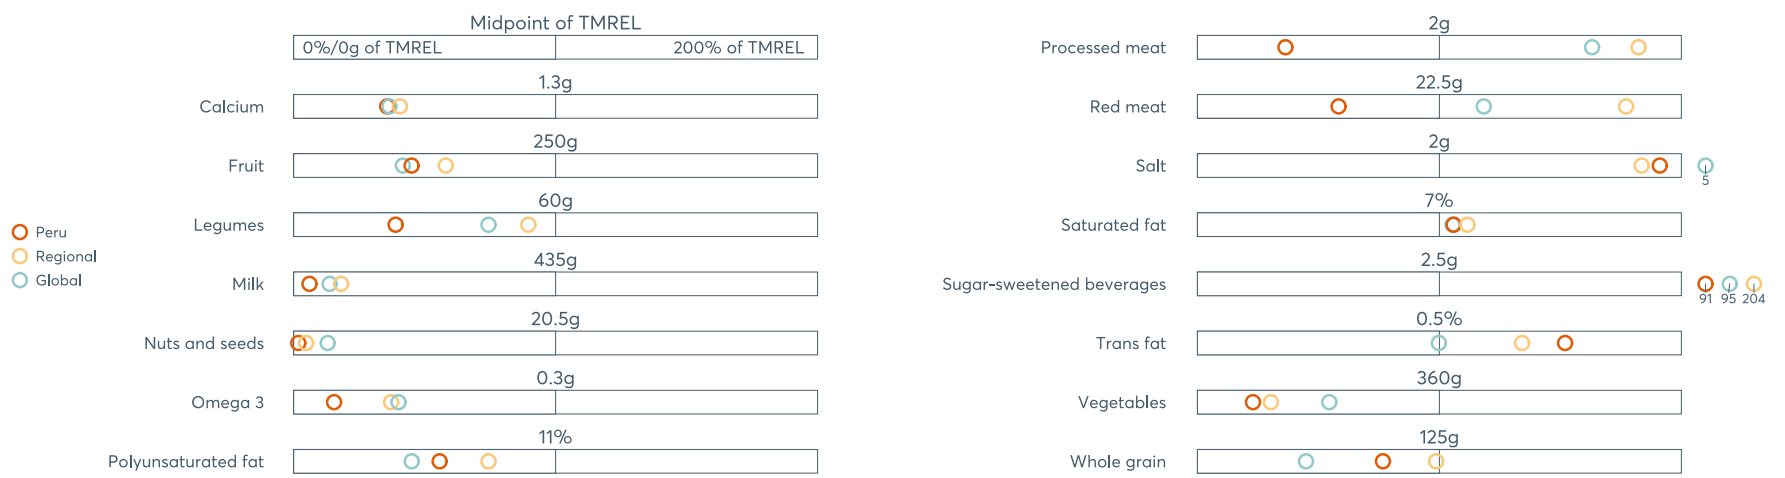 Midpoint of TMREL
0%/0g of TMREL 200% of TMREL
1.3g
Calcium
250g
Fruit
60g
Legumes
435g
Milk
20.5g
Nuts and seeds
0.3g
Omega 3
11%
Polyunsaturated fat
Peru
Regional
Global
2g
Processed meat
22.5g
Red meat
2g
Salt
5
7%
Saturated fat
2.5g
Sugar-sweetened beverages
91 95 204
0.5%
Trans fat
360g
Vegetables
125g
Whole grain